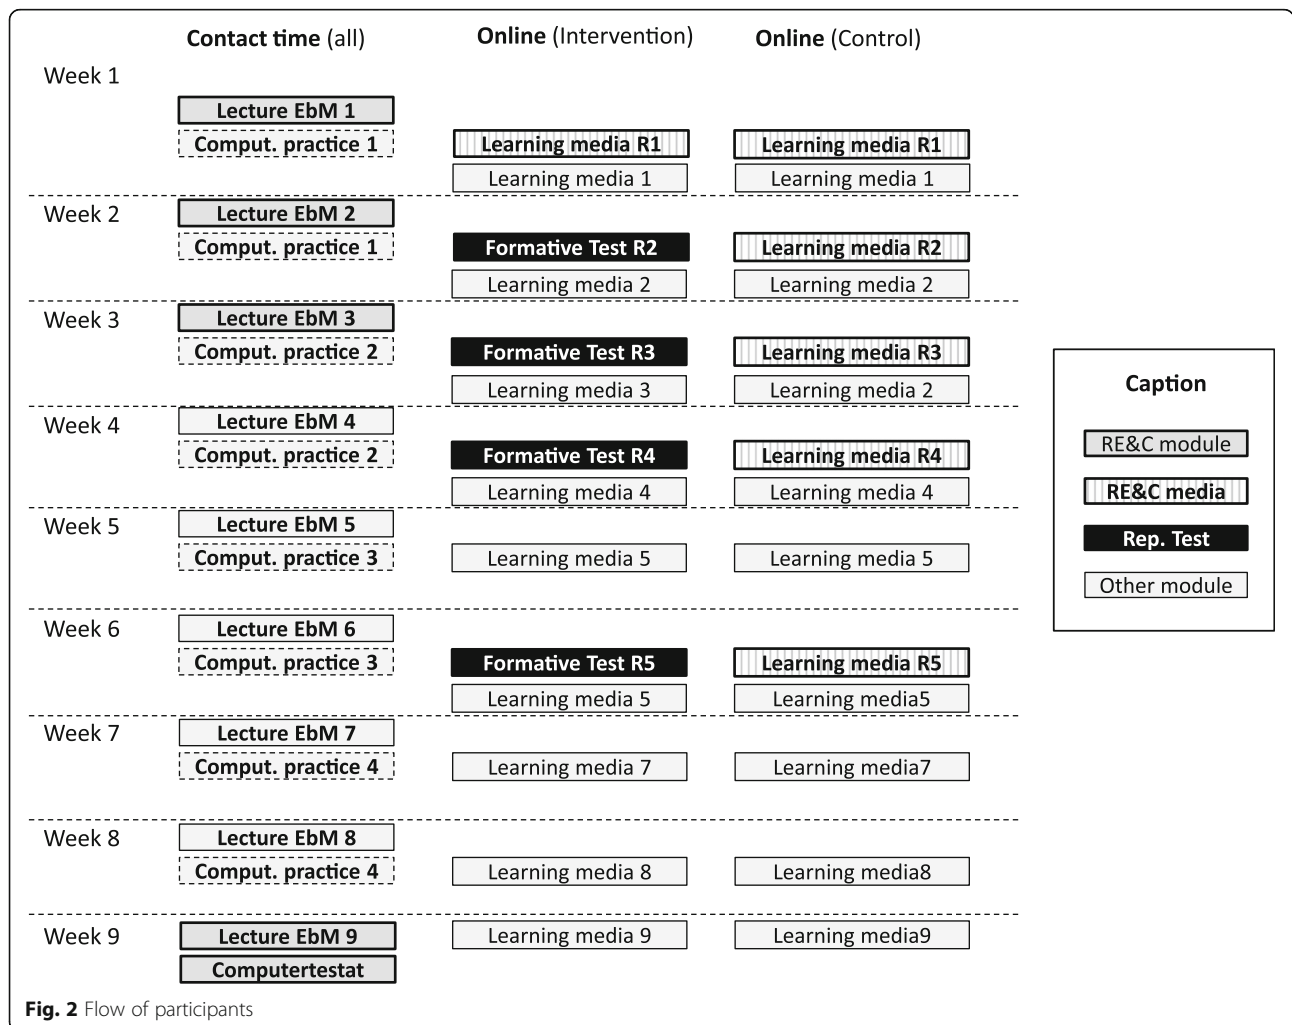 Contact time (all) Online (Intervention) Online (Control)
Week 1
Lecture EbM 1
Comput. practice 1 Learning media R1 Learning media R1
Learning media 1 Learning media 1
Week 2 Lecture EbM 2
Comput. practice 1 Formative Test R2 Learning media R2
Learning media 2 Learning media 2
Week 3 Lecture EbM 3
Comput. practice 2 Formative Test R3 Learning media R3
Learning media 3 Learning media 2
Week 4 Lecture EbM 4
Comput. practice 2 Formative Test R4 Learning media R4
Learning media 4 Learning media 4
Week 5 Lecture EbM 5
Comput. practice 3 Learning media 5 Learning media 5
Week 6 Lecture EbM 6
Comput. practice 3 Formative Test R5 Learning media R5
Learning media 5 Learning media5
Week 7 Lecture EbM 7
Comput. practice 4 Learning media 7 Learning media7
Week 8 Lecture EbM 8
Comput. practice 4 Learning media 8 Learning media8
Week 9 Lecture EbM 9 Learning media 9 Learning media9
Computertestat
Caption
RE&C module
RE&C media
Rep. Test
Other module
Fig. 2 Flow of participants